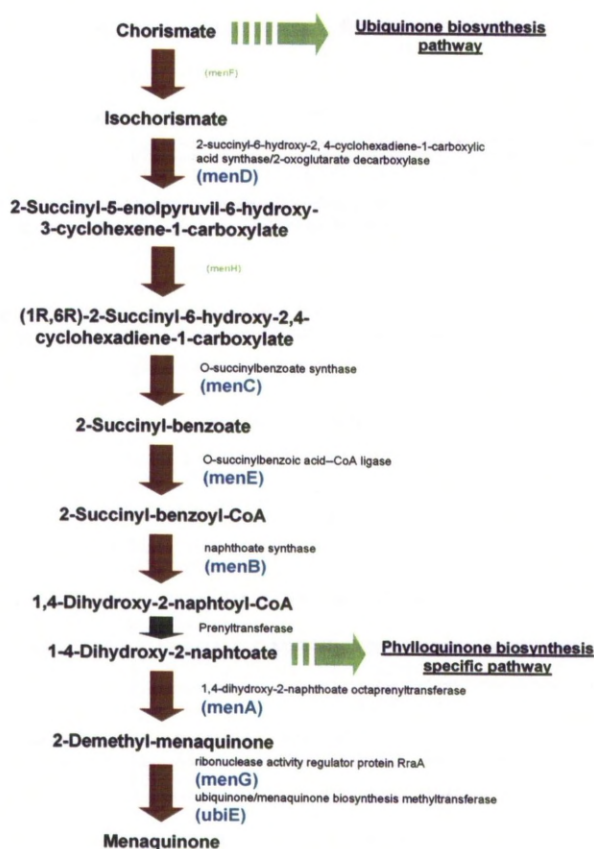 Chorismate
Ubiquinone biosynthesis
pathway
(menF)
Isochorismate
2-succinyl-6-hydroxy-2, 4-cyclohexadiene-1-carboxylic
acid synthase/2-oxoglutarate decarboxylase
(menD)
2-Succinyl-5-enolpyruvil-6-hydroxy-
3-cyclohexene-1-carboxylate
(menH)
(1R,6R)-2-Succinyl-6-hydroxy-2,4-
cyclohexadiene-1-carboxylate
O-succinylbenzoate synthase
(menC)
2-Succinyl-benzoate
O-succinylbenzoic acid--CoA ligase
(menE)
2-Succinyl-benzoyl-CoA
naphthoate synthase
(menB)
1,4-Dihydroxy-2-naphtoyl-CoA
Prenyltransferase
1-4-Dihydroxy-2-naphtoate
Phylloquinone biosynthesis
specific pathway
1,4-dihydroxy-2-naphthoate octaprenyltransferase
(menA)
2-Demethyl-menaquinone
ribonuclease activity regulator protein RraA
(menG)
ubiquinone/menaquinone biosynthesis methyltransferase
(ubiE)
Menaquinone